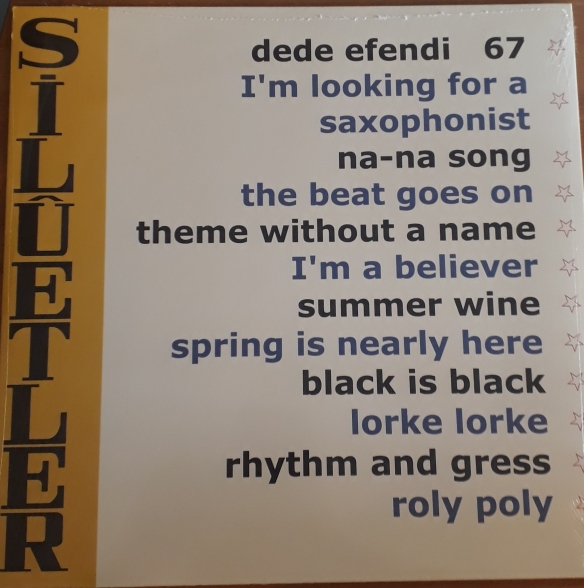 SİLÛETLER
dede efendi 67
I'm looking for a
saxophonist
na-na song
the beat goes on
theme without a name
I'm a believer
summer wine
spring is nearly here
black is black
lorke lorke
rhythm and gress
roly poly